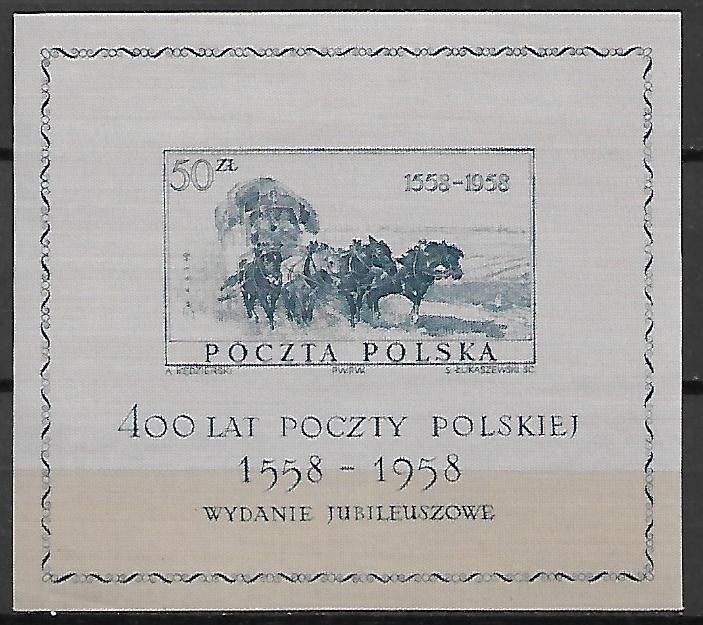 50 ZŁ
1558-1958
POCZTA POLSKA
A. KĘDZIERSKI PWPW. S. ŁUKASZEWSKI SC.
400 LAT POCZTY POLSKIEJ
1558 - 1958
WYDANIE JUBILEUSZOWE